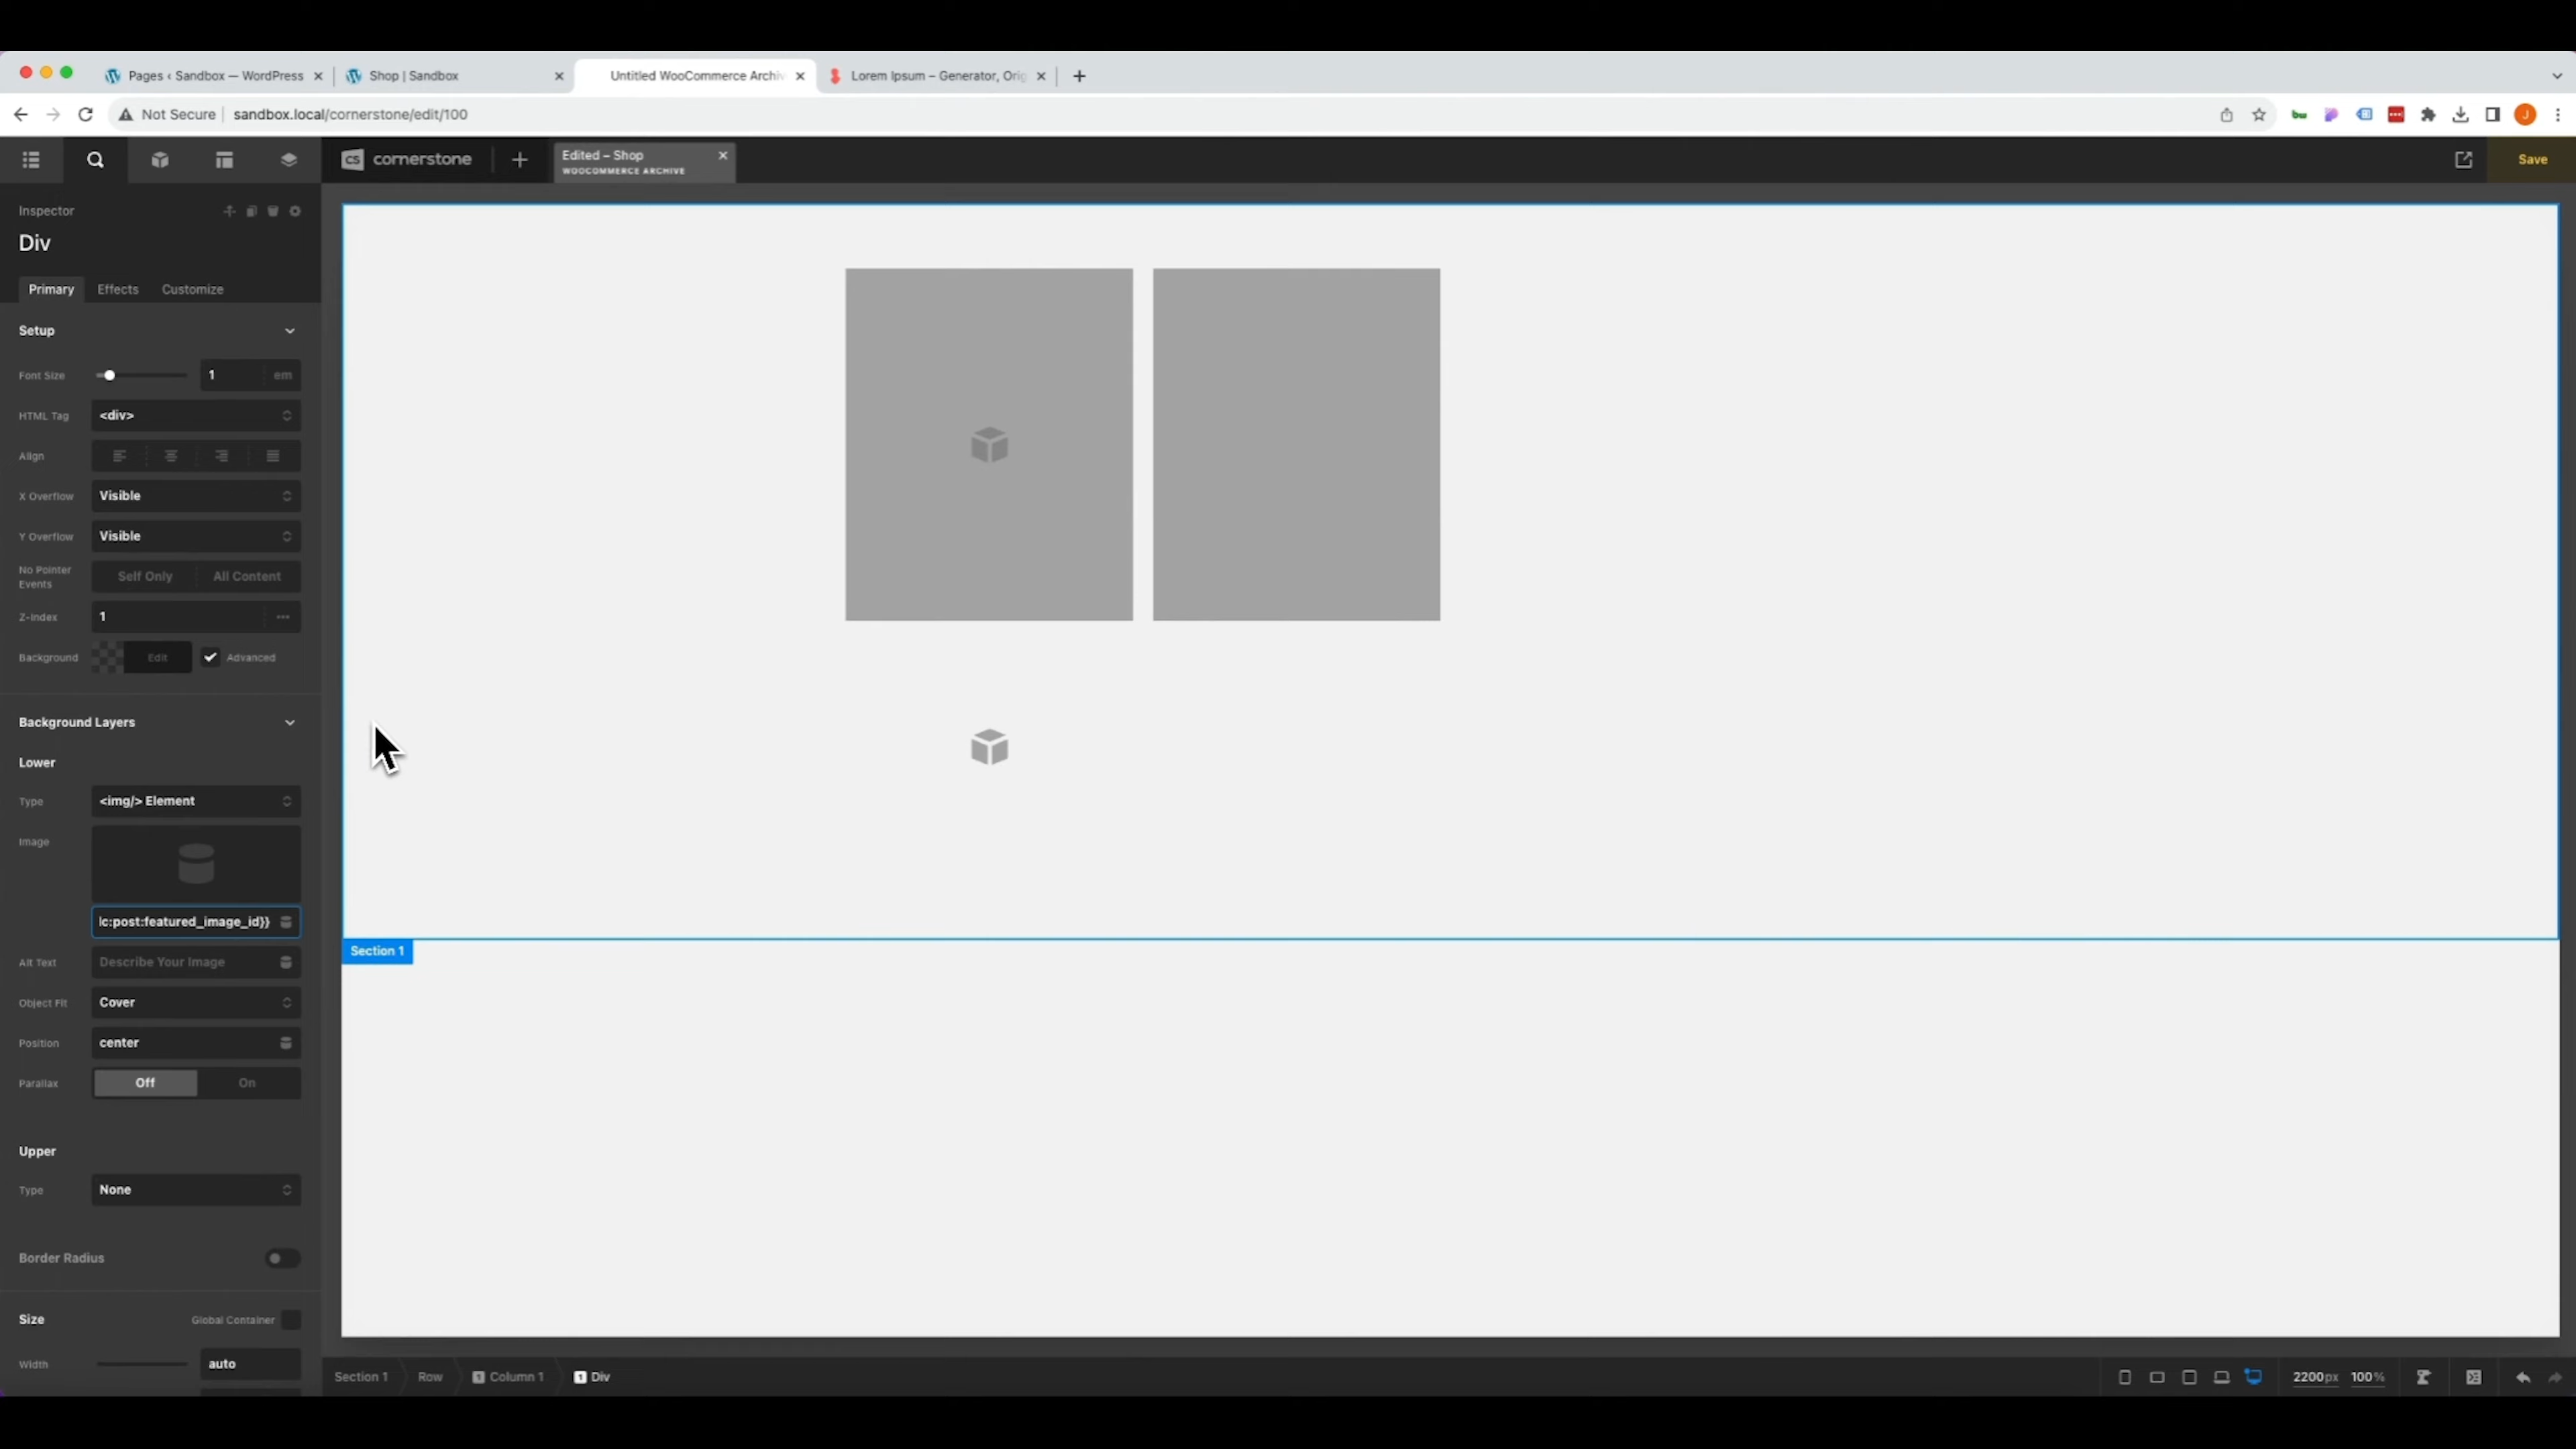 Pages ‹ Sandbox — WordPress
Shop | Sandbox
Untitled WooCommerce Archiv
Lorem Ipsum – Generator, Orig
Not Secure
sandbox.local/cornerstone/edit/100
cs cornerstone
Edited – Shop
WOOCOMMERCE ARCHIVE
Save
Inspector
Div
Primary
Effects
Customize
Setup
Font Size
1
em
HTML Tag
<div>
Align
X Overflow
Visible
Y Overflow
Visible
No Pointer
Events
Self Only
All Content
Z-Index
1
Background
Edit
Advanced
Background Layers
Lower
Type
<img/> Element
Image
lc:post:featured_image_id}}
Alt Text
Describe Your Image
Object Fit
Cover
Position
center
Parallax
Off
On
Upper
Type
None
Border Radius
Size
Global Container
Width
auto
Section 1
Section 1
Row
1 Column 1
1 Div
2200px
100%
J